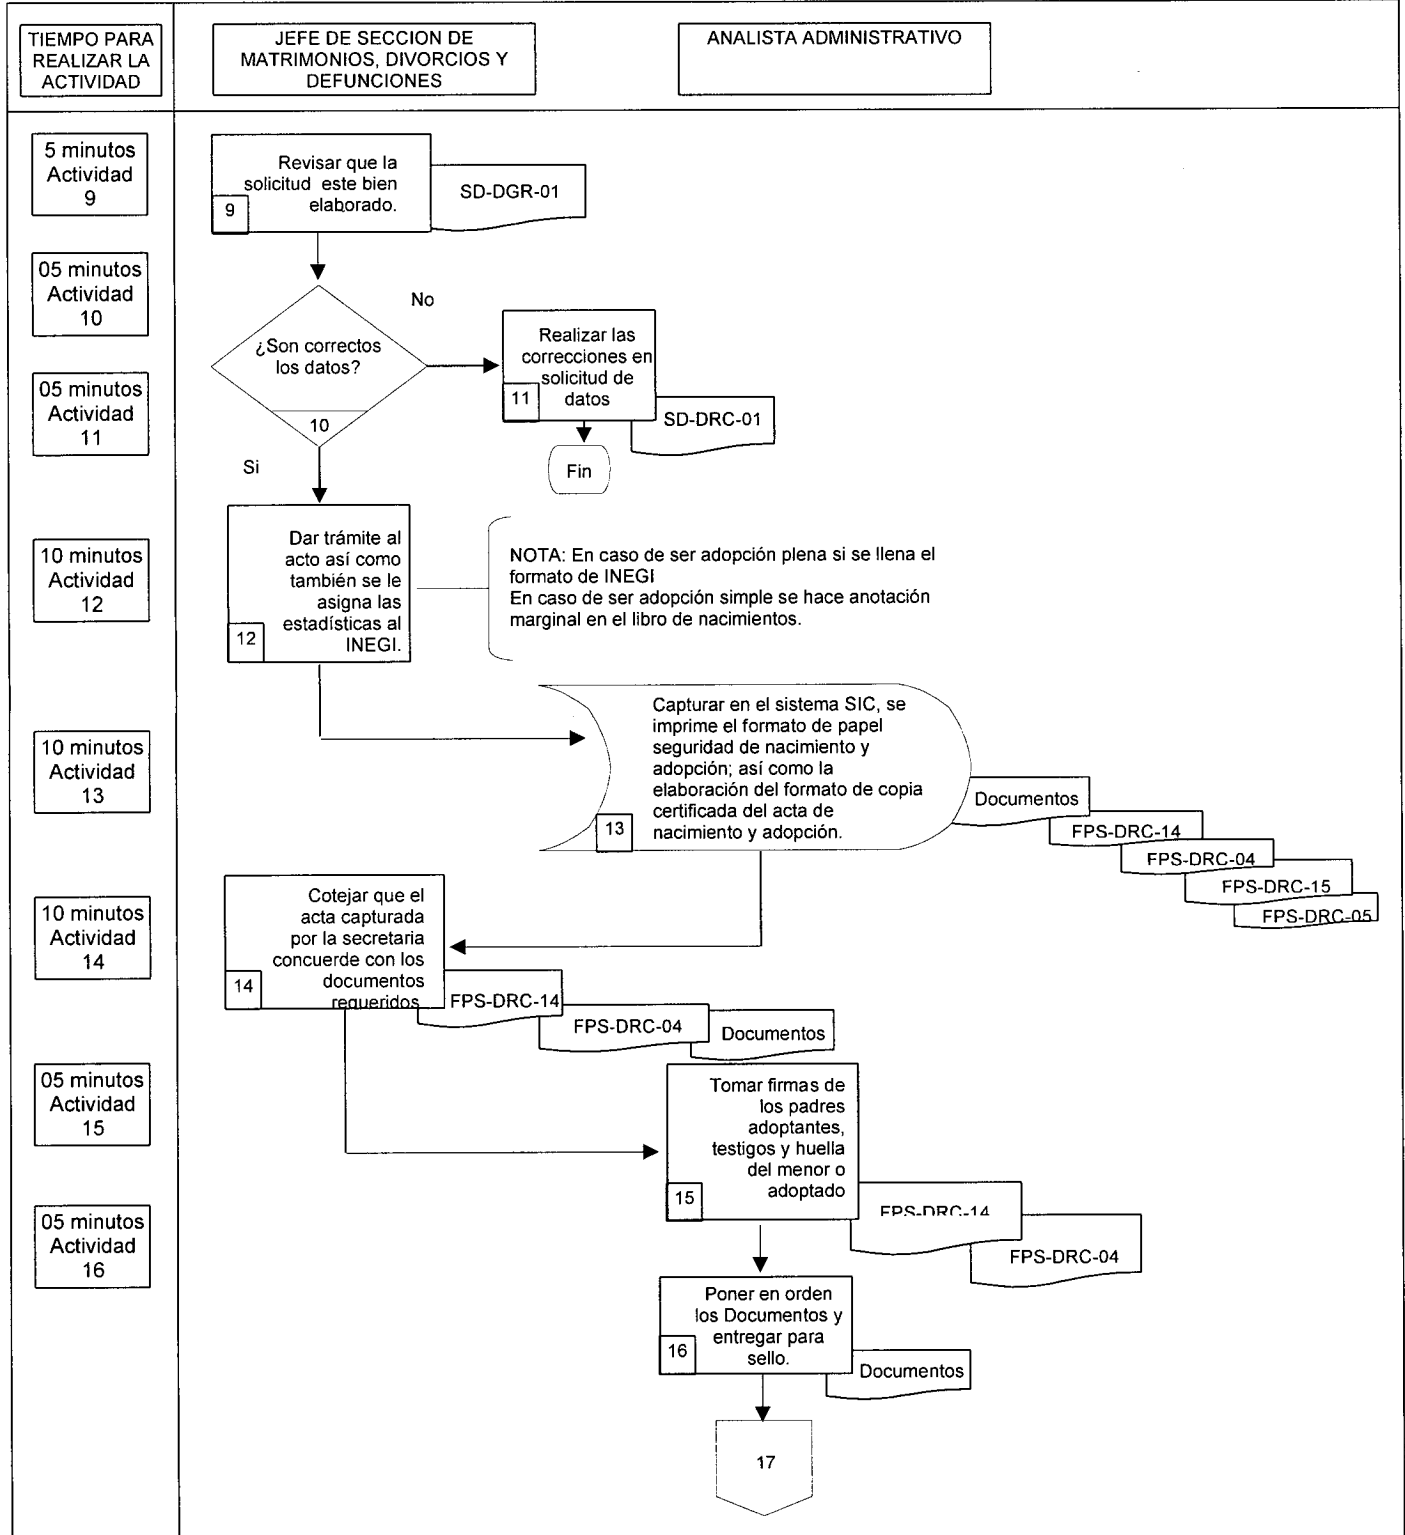 TIEMPO PARA
REALIZAR LA
ACTIVIDAD
JEFE DE SECCION DE
MATRIMONIOS, DIVORCIOS Y
DEFUNCIONES
ANALISTA ADMINISTRATIVO
5 minutos
Actividad
9
Revisar que la
solicitud este bien
elaborado.
9
SD-DGR-01
05 minutos
Actividad
10
¿Son correctos
los datos?
10
No
Si
05 minutos
Actividad
11
Realizar las
correcciones en
solicitud de
datos
11
SD-DRC-01
Fin
10 minutos
Actividad
12
Dar trámite al
acto así como
también se le
asigna las
estadísticas al
INEGI.
12
NOTA: En caso de ser adopción plena si se llena el
formato de INEGI
En caso de ser adopción simple se hace anotación
marginal en el libro de nacimientos.
10 minutos
Actividad
13
Capturar en el sistema SIC, se
imprime el formato de papel
seguridad de nacimiento y
adopción; así como la
elaboración del formato de copia
certificada del acta de
nacimiento y adopción.
13
Documentos
FPS-DRC-14
FPS-DRC-04
FPS-DRC-15
FPS-DRC-05
10 minutos
Actividad
14
Cotejar que el
acta capturada
por la secretaria
concuerde con los
documentos
requeridos
14
FPS-DRC-14
FPS-DRC-04
Documentos
05 minutos
Actividad
15
Tomar firmas de
los padres
adoptantes,
testigos y huella
del menor o
adoptado
15
FPS-DRC-14
FPS-DRC-04
05 minutos
Actividad
16
Poner en orden
los Documentos y
entregar para
sello.
16
Documentos
17